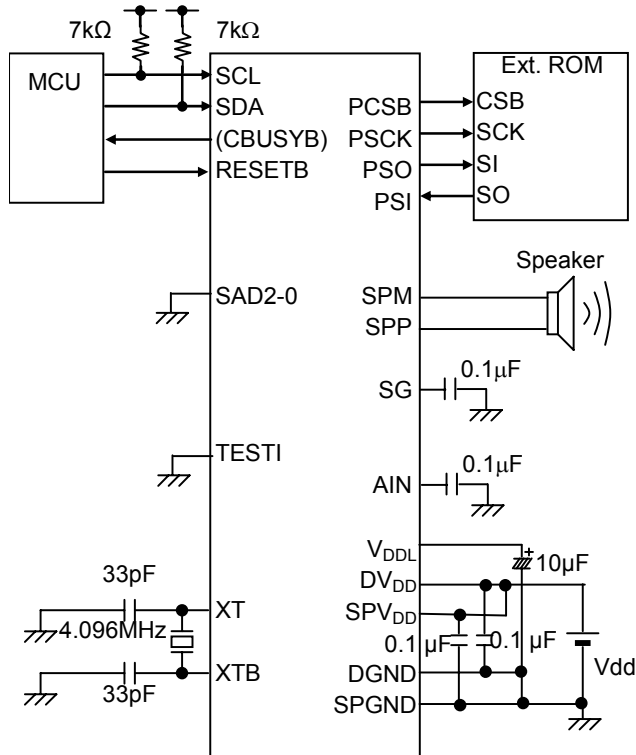 7kΩ
7kΩ
MCU
SCL
SDA
(CBUSYB)
RESETB
PCSB
PSCK
PSO
PSI
Ext. ROM
CSB
SCK
SI
SO
SAD2-0
SPM
SPP
Speaker
SG
0.1μF
TESTI
AIN
0.1μF
VDDL
10μF
DVDD
SPVDD
0.1 μF
0.1 μF
33pF
XT
4.096MHz
XTB
33pF
DGND
SPGND
Vdd